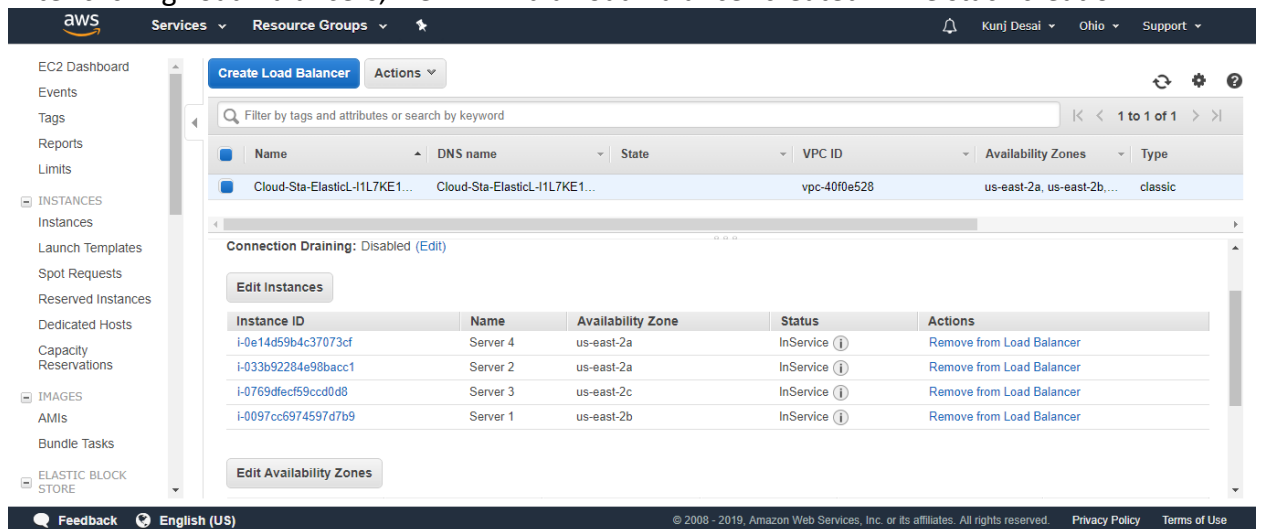 aws Services Resource Groups Kunj Desai Ohio Support
EC2 Dashboard
Events
Tags
Reports
Limits
INSTANCES
Instances
Launch Templates
Spot Requests
Reserved Instances
Dedicated Hosts
Capacity
Reservations
IMAGES
AMIs
Bundle Tasks
ELASTIC BLOCK
STORE
Create Load Balancer Actions
Filter by tags and attributes or search by keyword 1 to 1 of 1
Name DNS name State VPC ID Availability Zones Type
Cloud-Sta-ElasticL-I1L7KE1... Cloud-Sta-ElasticL-I1L7KE1... vpc-40f0e528 us-east-2a, us-east-2b,... classic
Connection Draining: Disabled (Edit)
Edit Instances
Instance ID Name Availability Zone Status Actions
i-0e14d59b4c37073cf Server 4 us-east-2a InService Remove from Load Balancer
i-033b92284e98bacc1 Server 2 us-east-2a InService Remove from Load Balancer
i-0769dfecf59ccd0d8 Server 3 us-east-2c InService Remove from Load Balancer
i-0097cc6974597d7b9 Server 1 us-east-2b InService Remove from Load Balancer
Edit Availability Zones
Feedback English (US) © 2008 - 2019, Amazon Web Services, Inc. or its affiliates. All rights reserved. Privacy Policy Terms of Use